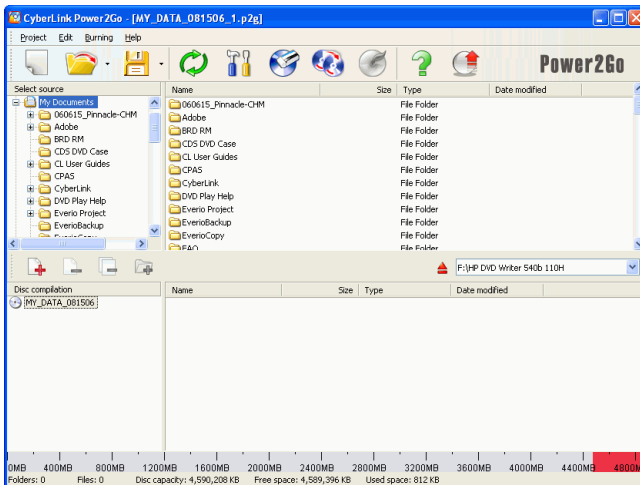 CyberLink Power2Go - [MY_DATA_081506_1.p2g]
Project Edit Burning Help
Power2Go
Select source
My Documents
060615_Pinnacle-CHM
Adobe
BRD RM
CDS DVD Case
CL User Guides
CPAS
CyberLink
DVD Play Help
Everio Project
EverioBackup
EverioCopy
Name Size Type Date modified
060615_Pinnacle-CHM File Folder
Adobe File Folder
BRD RM File Folder
CDS DVD Case File Folder
CL User Guides File Folder
CPAS File Folder
CyberLink File Folder
DVD Play Help File Folder
Everio Project File Folder
EverioBackup File Folder
EverioCopy File Folder
FAQ File Folder
F:\HP DVD Writer 540b 110H
Disc compilation
MY_DATA_081506
Name Size Type Date modified
0MB 400MB 800MB 1200MB 1600MB 2000MB 2400MB 2800MB 3200MB 3600MB 4000MB 4400MB 4800M
Folders: 0 Files: 0 Disc capacity: 4,590,208 KB Free space: 4,589,396 KB Used space: 812 KB